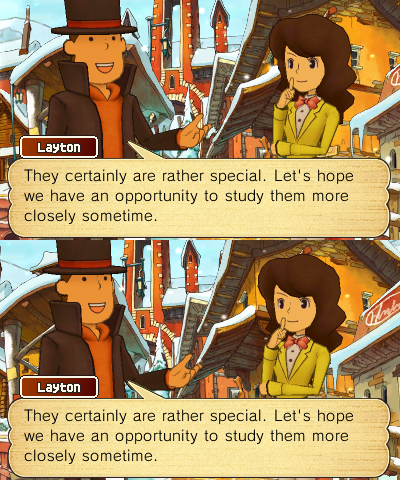 Layton
They certainly are rather special. Let's hope
we have an opportunity to study them more
closely sometime.
Layton
They certainly are rather special. Let's hope
we have an opportunity to study them more
closely sometime.